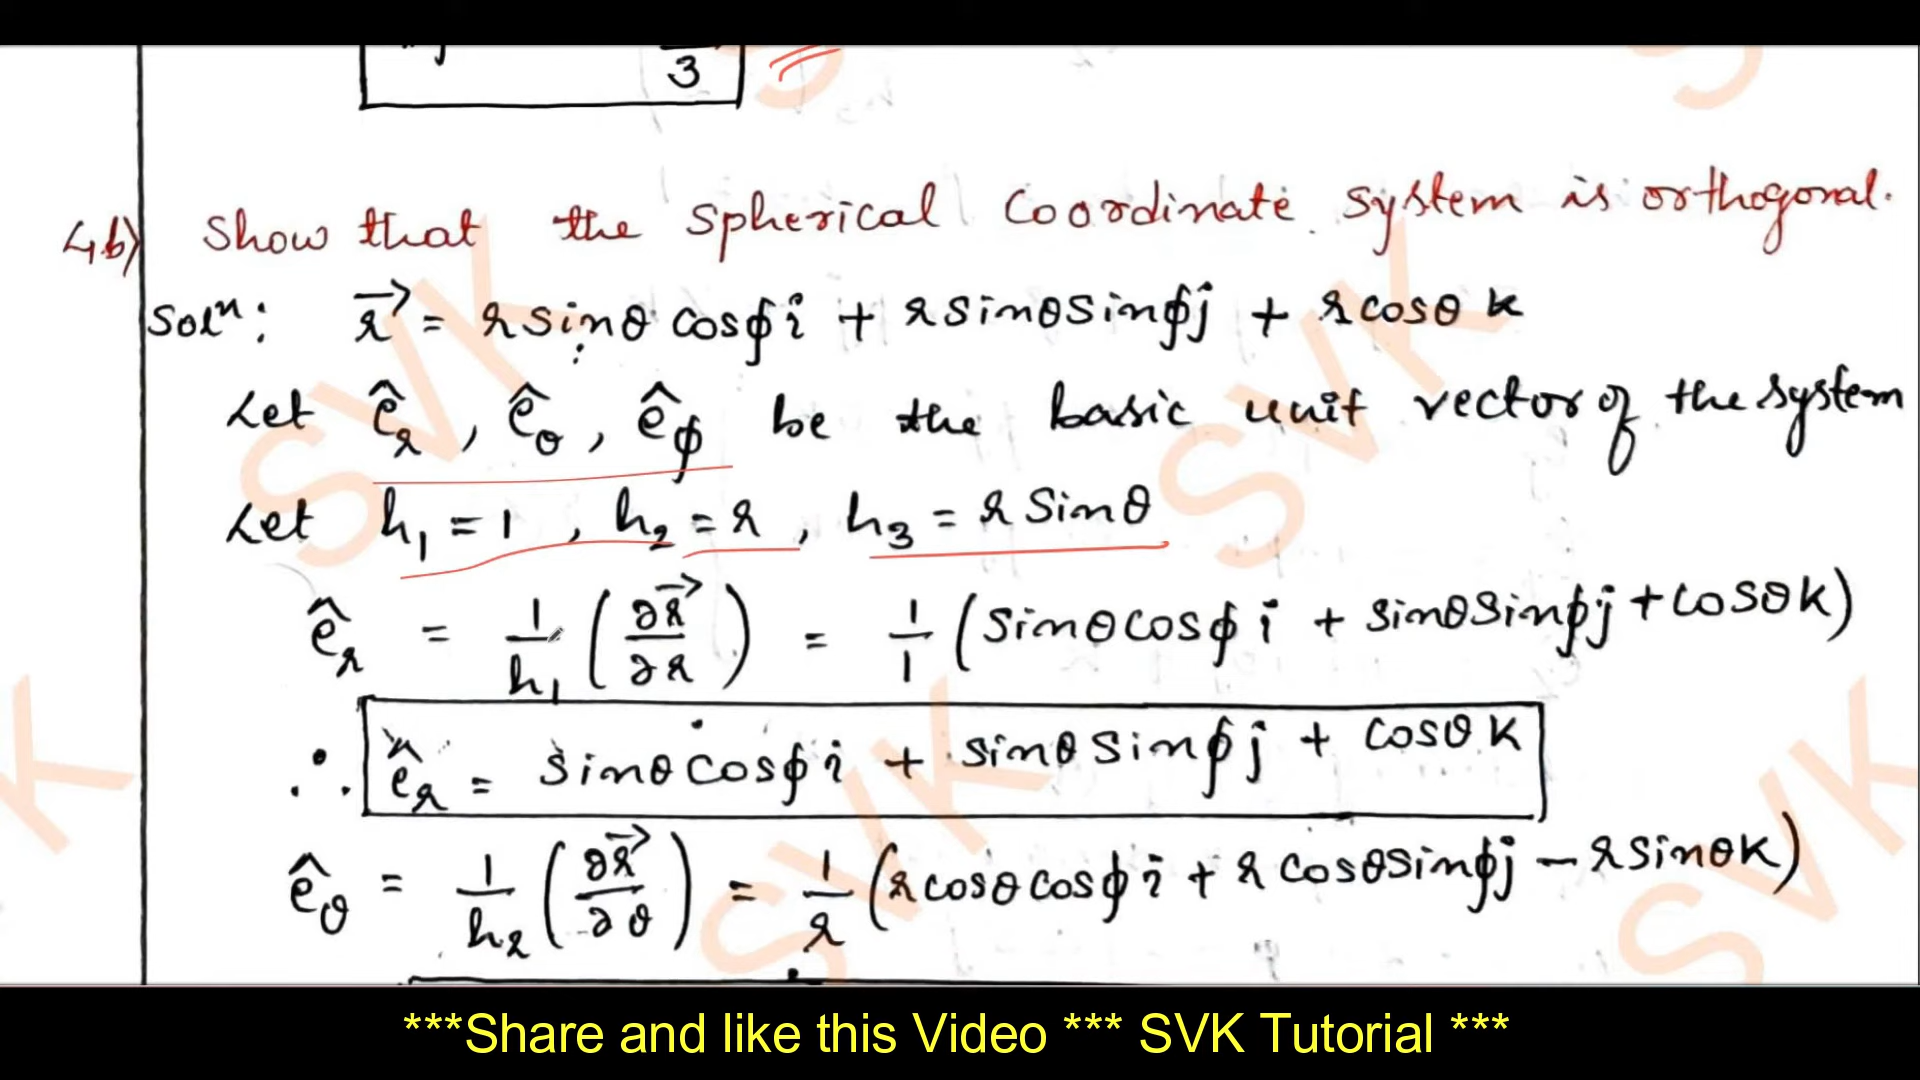 3
4b) Show that the spherical coordinate system is orthogonal.
Solⁿ: r⃗ = r sinθ cosϕ i + r sinθ sinϕ j + r cosθ k
Let ê_r, ê_θ, ê_ϕ be the basic unit vector of the system
Let h₁ = 1, h₂ = r, h₃ = r sinθ
ê_r = 1/h₁ (∂r⃗/∂r) = 1/1 (sinθ cosϕ i + sinθ sinϕ j + cosθ k)
∴ ê_r = sinθ cosϕ i + sinθ sinϕ j + cosθ k
ê_θ = 1/h₂ (∂r⃗/∂θ) = 1/r (r cosθ cosϕ i + r cosθ sinϕ j − r sinθ k)
SVK
***Share and like this Video *** SVK Tutorial ***